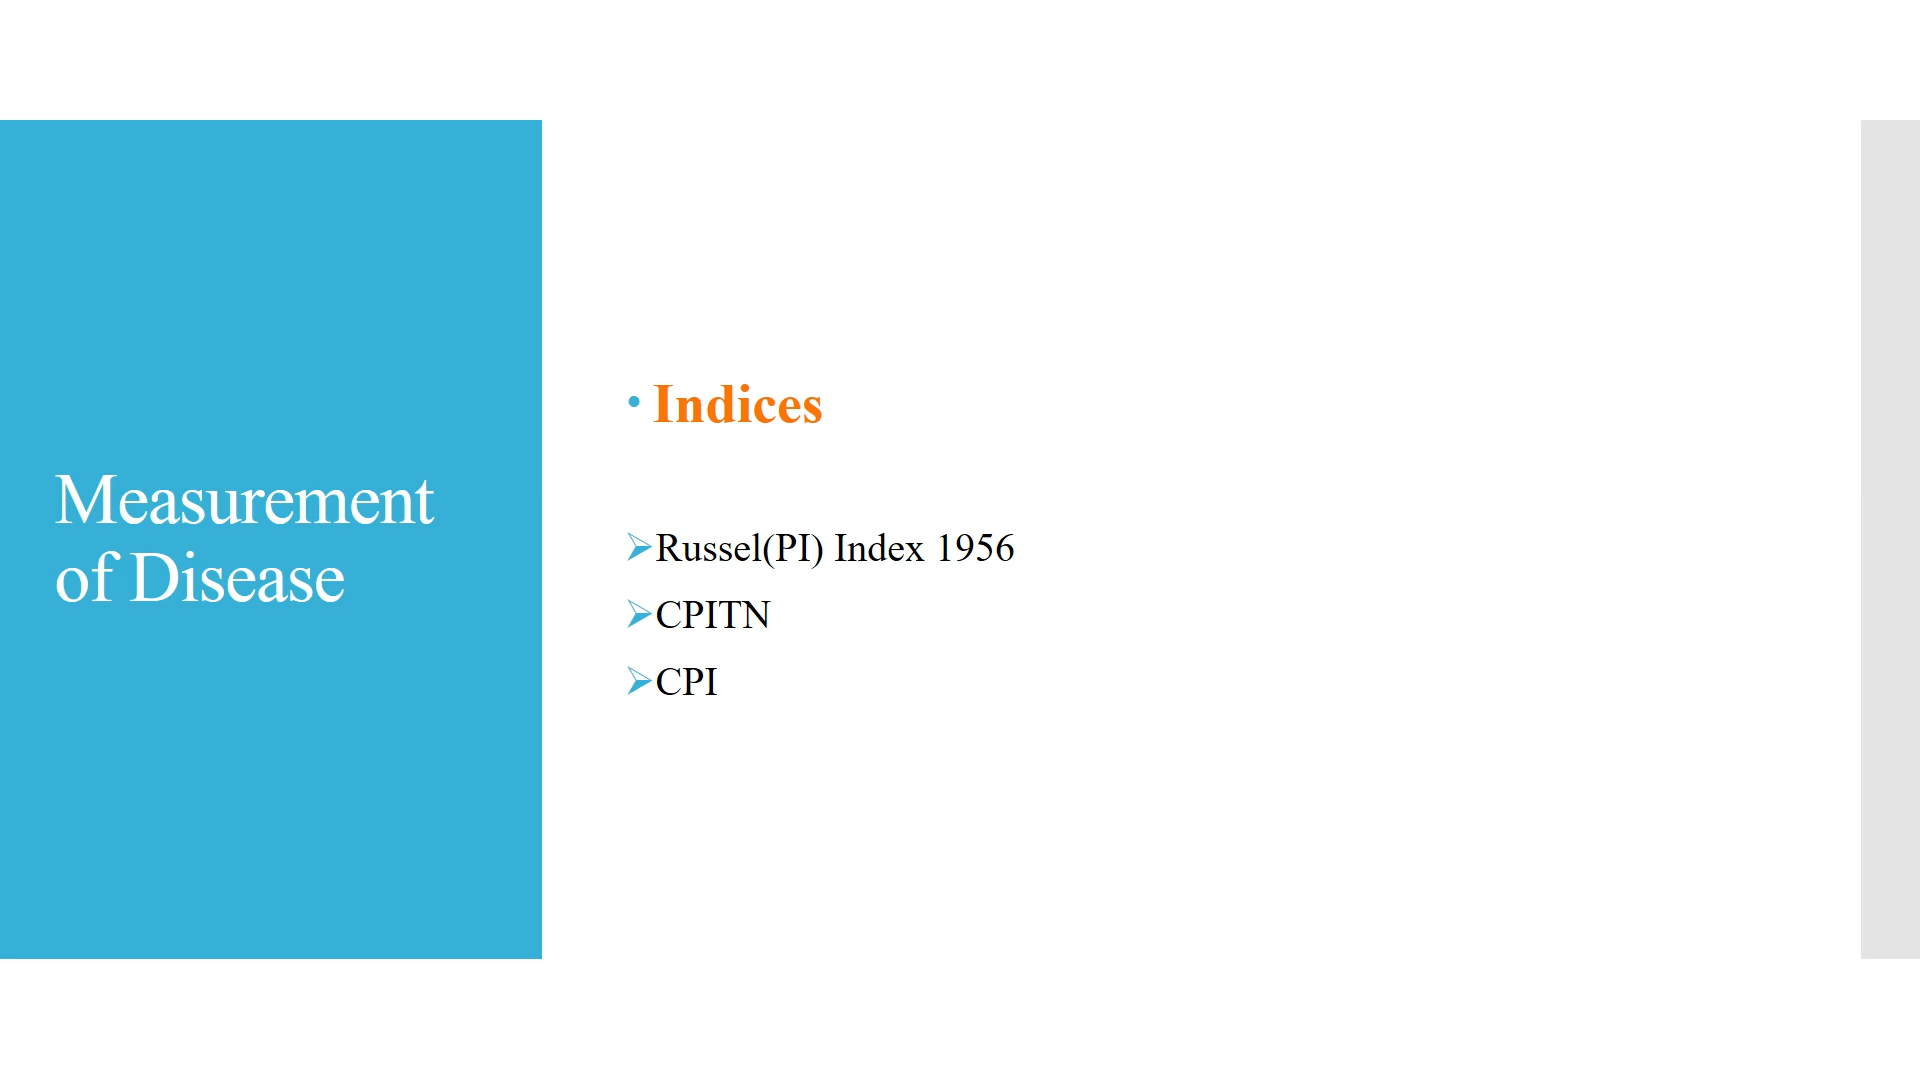 Measurement
of Disease
• Indices
➢Russel(PI) Index 1956
➢CPITN
➢CPI